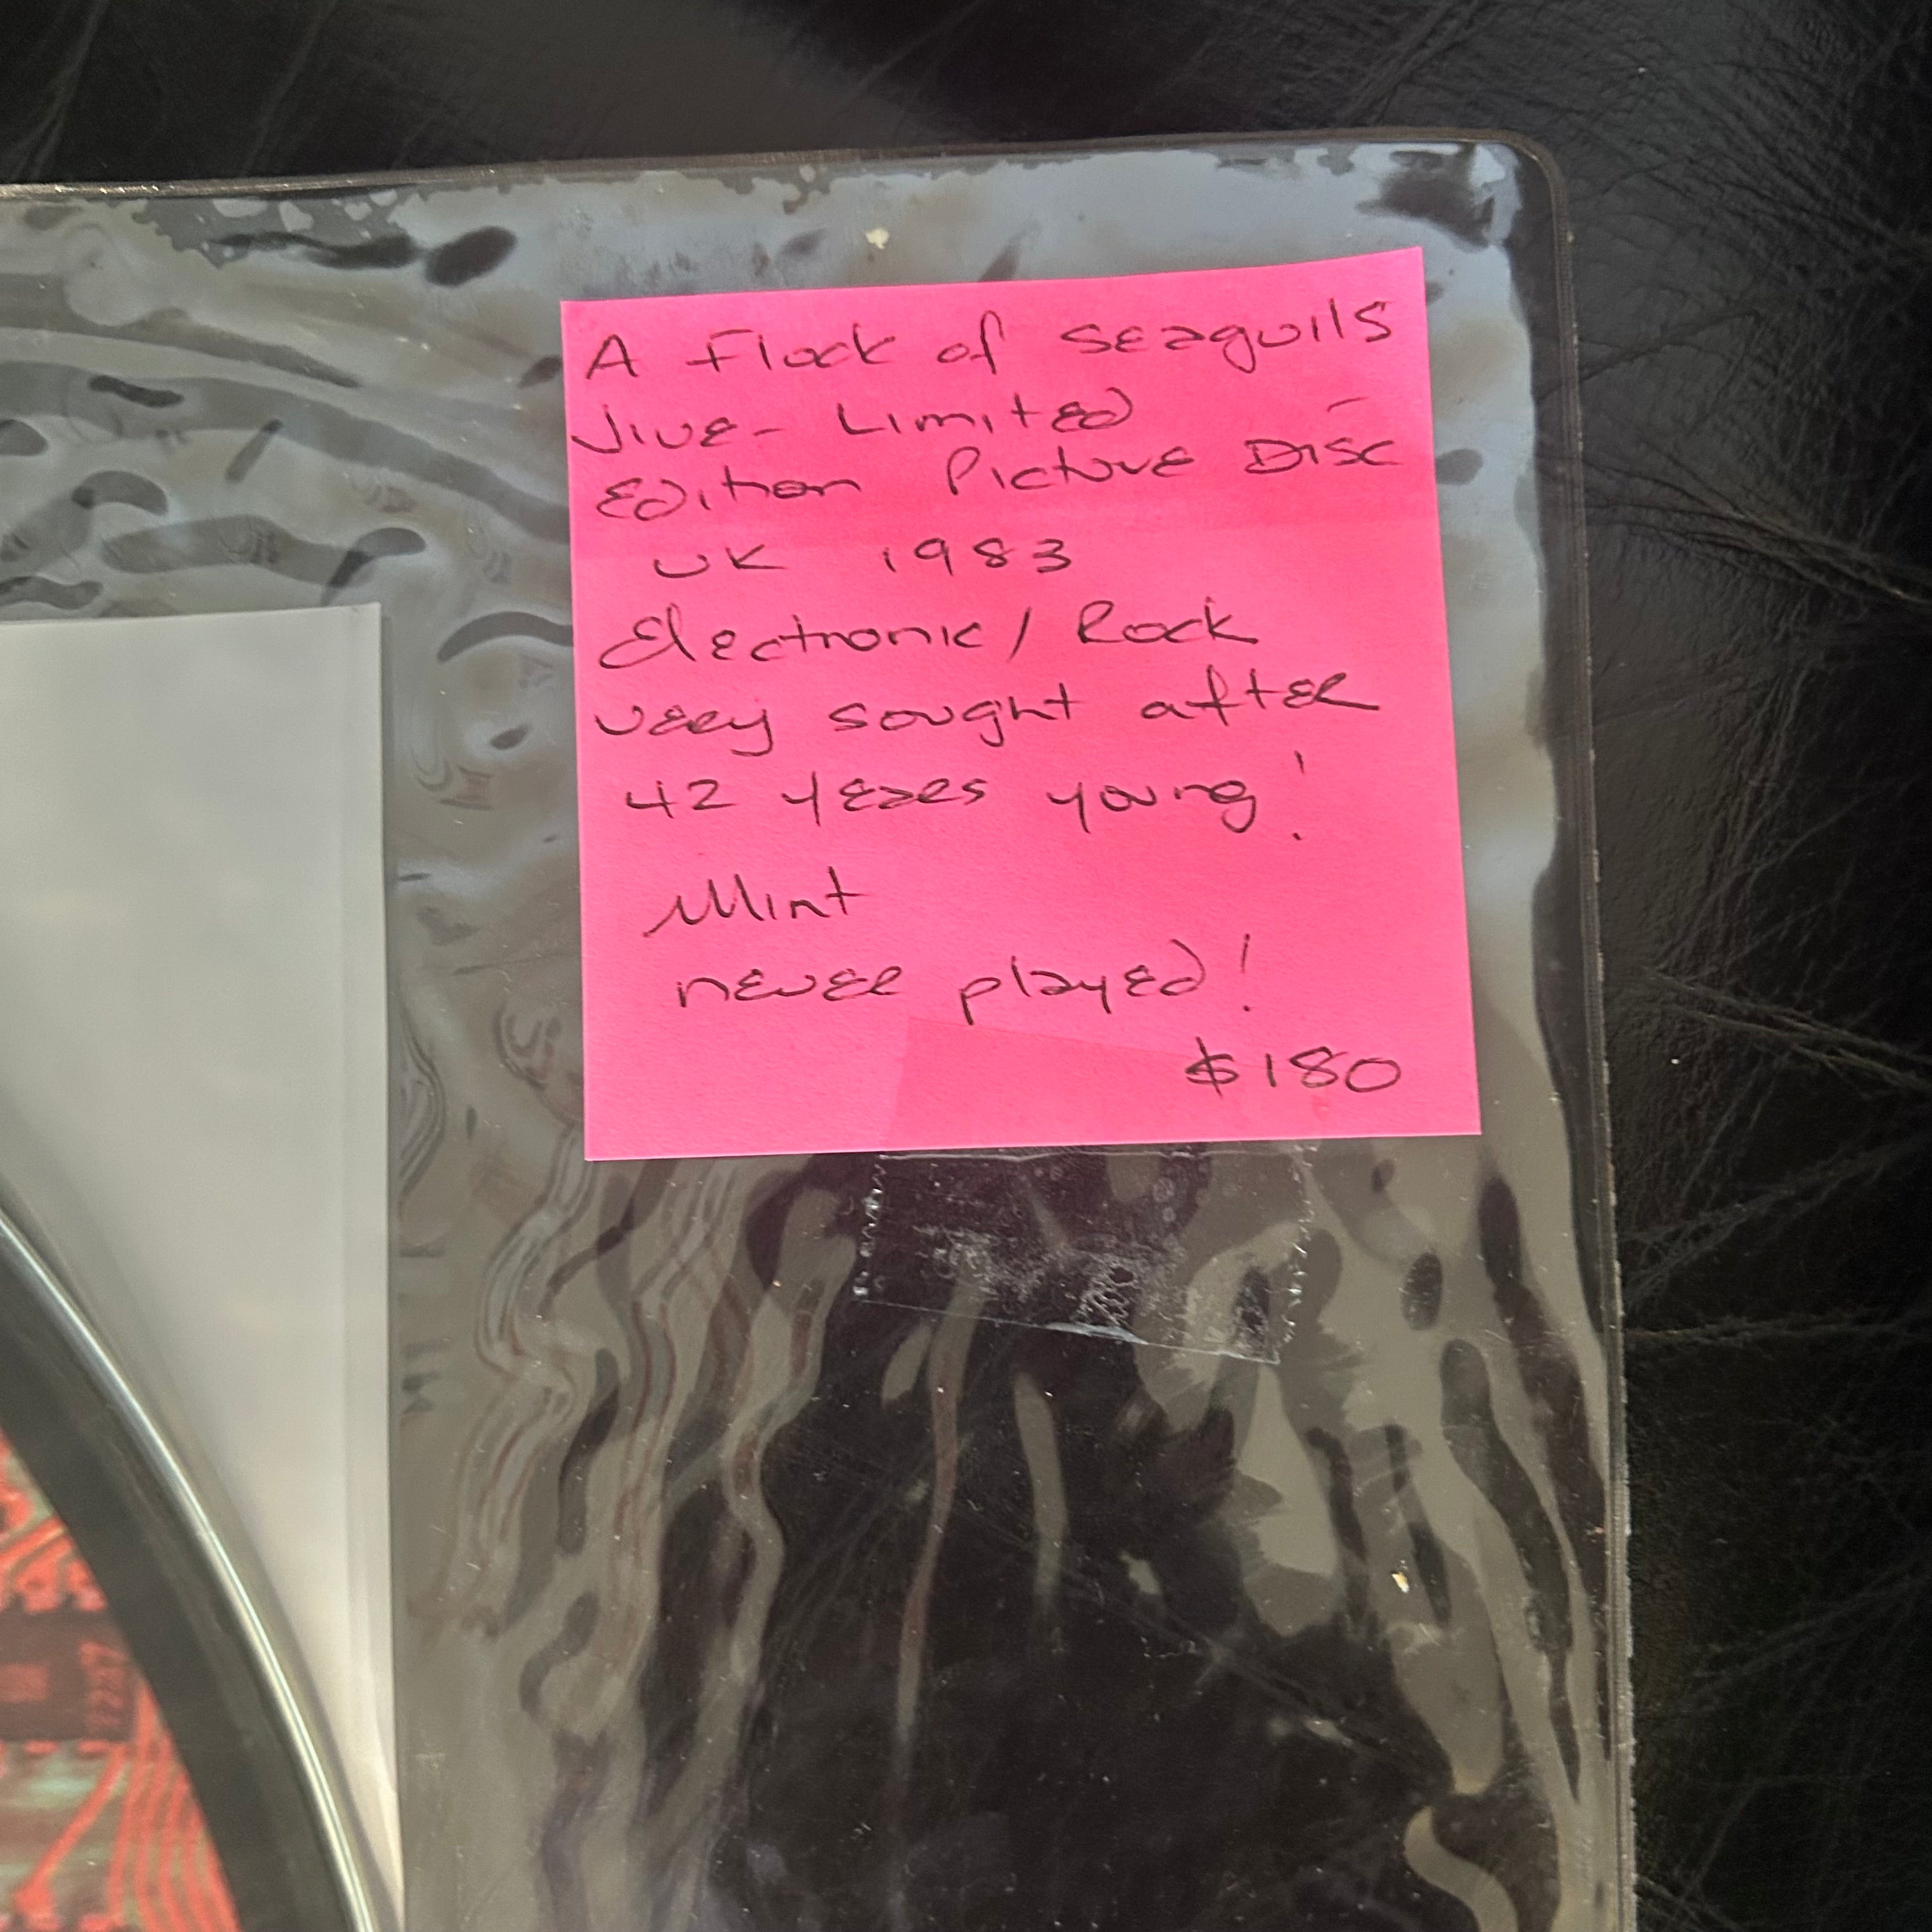 A Flock of Seagulls
Jive - Limited -
Edition Picture Disc
UK 1983
Electronic / Rock
very sought after
42 years young!
Mint
never played!
$180